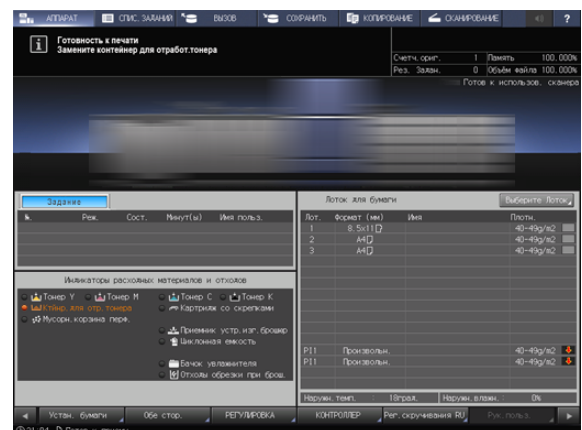 АППАРАТ СПИС. ЗАДАНИЙ ВЫЗОВ СОХРАНИТЬ КОПИРОВАНИЕ СКАНИРОВАНИЕ ?
Готовность к печати
Замените контейнер для отработ.тонера
Счетч.ориг. 1 Память 100.000%
Рез. Задан. 0 Объём файла 100.000%
Готов к использов. сканера
Задание
№. Реж. Сост. Минут(ы) Имя польз.
Лоток для бумаги
Выберите Лоток
Лот. Формат (мм) Имя Плотн.
1 8.5x11 40-49g/m2
2 A4 40-49g/m2
3 A4 40-49g/m2
PI1 Произвольн. 40-49g/m2
PI1 Произвольн. 40-49g/m2
Индикаторы расходных материалов и отходов
Тонер Y Тонер M Тонер C Тонер K
Ктйнр.для отр.тонера Картридж со скрепками
Мусорн.корзина перф.
Приемник устр.изг.брошюр
Циклонная емкость
Бачок увлажнителя
Отходы обрезки при брош.
Наружн. темп. : 18град. Наружн.влажн. : 0%
Устан. бумаги Обе стор. РЕГУЛИРОВКА КОНТРОЛЛЕР Рег.скручивания RU Рук.польз.